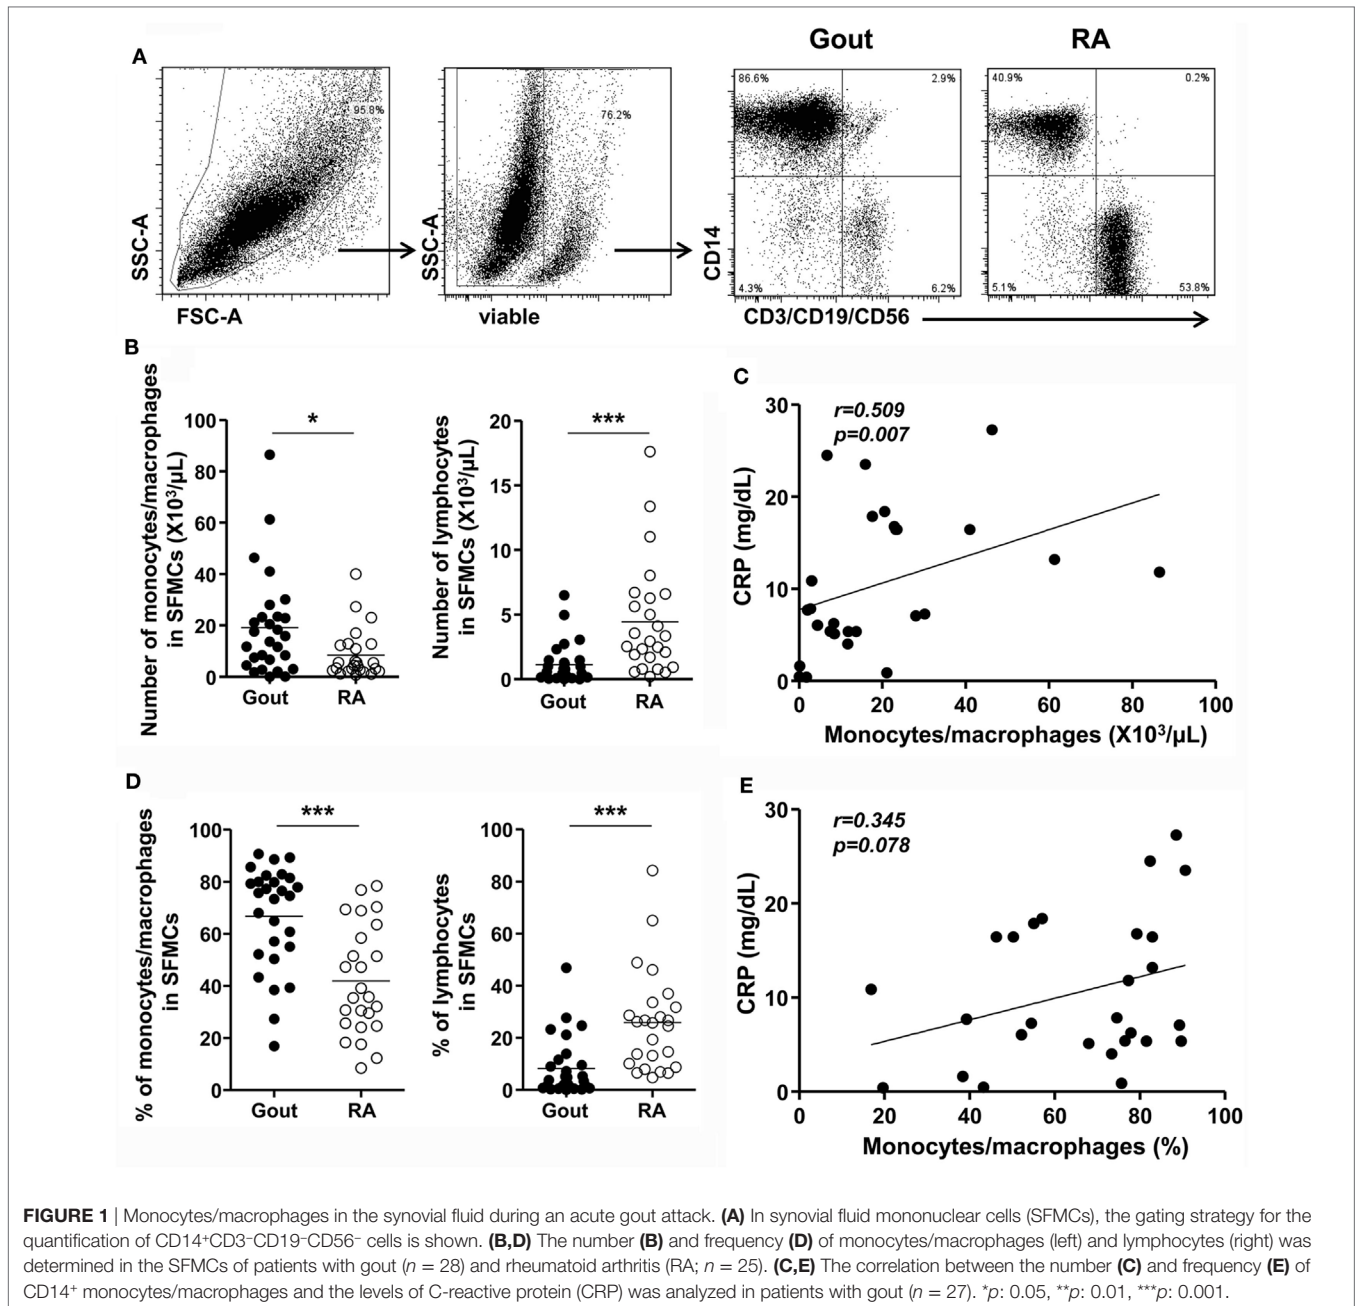 A
Gout
RA
95.8%
SSC-A
FSC-A
76.2%
SSC-A
viable
86.6%
2.9%
4.3%
6.2%
CD14
40.9%
0.2%
5.1%
53.8%
CD3/CD19/CD56
B
Number of monocytes/macrophages
in SFMCs (X10³/µL)
100
80
60
40
20
0
*
Gout
RA
Number of lymphocytes
in SFMCs (X10³/µL)
20
15
10
5
0
***
Gout
RA
C
r=0.509
p=0.007
CRP (mg/dL)
30
20
10
0
0
20
40
60
80
100
Monocytes/macrophages (X10³/µL)
D
% of monocytes/macrophages
in SFMCs
100
80
60
40
20
0
***
Gout
RA
% of lymphocytes
in SFMCs
100
80
60
40
20
0
***
Gout
RA
E
r=0.345
p=0.078
CRP (mg/dL)
30
20
10
0
0
20
40
60
80
100
Monocytes/macrophages (%)
FIGURE 1 | Monocytes/macrophages in the synovial fluid during an acute gout attack. (A) In synovial fluid mononuclear cells (SFMCs), the gating strategy for the
quantification of CD14⁺CD3⁻CD19⁻CD56⁻ cells is shown. (B,D) The number (B) and frequency (D) of monocytes/macrophages (left) and lymphocytes (right) was
determined in the SFMCs of patients with gout (n = 28) and rheumatoid arthritis (RA; n = 25). (C,E) The correlation between the number (C) and frequency (E) of
CD14⁺ monocytes/macrophages and the levels of C-reactive protein (CRP) was analyzed in patients with gout (n = 27). *p: 0.05, **p: 0.01, ***p: 0.001.